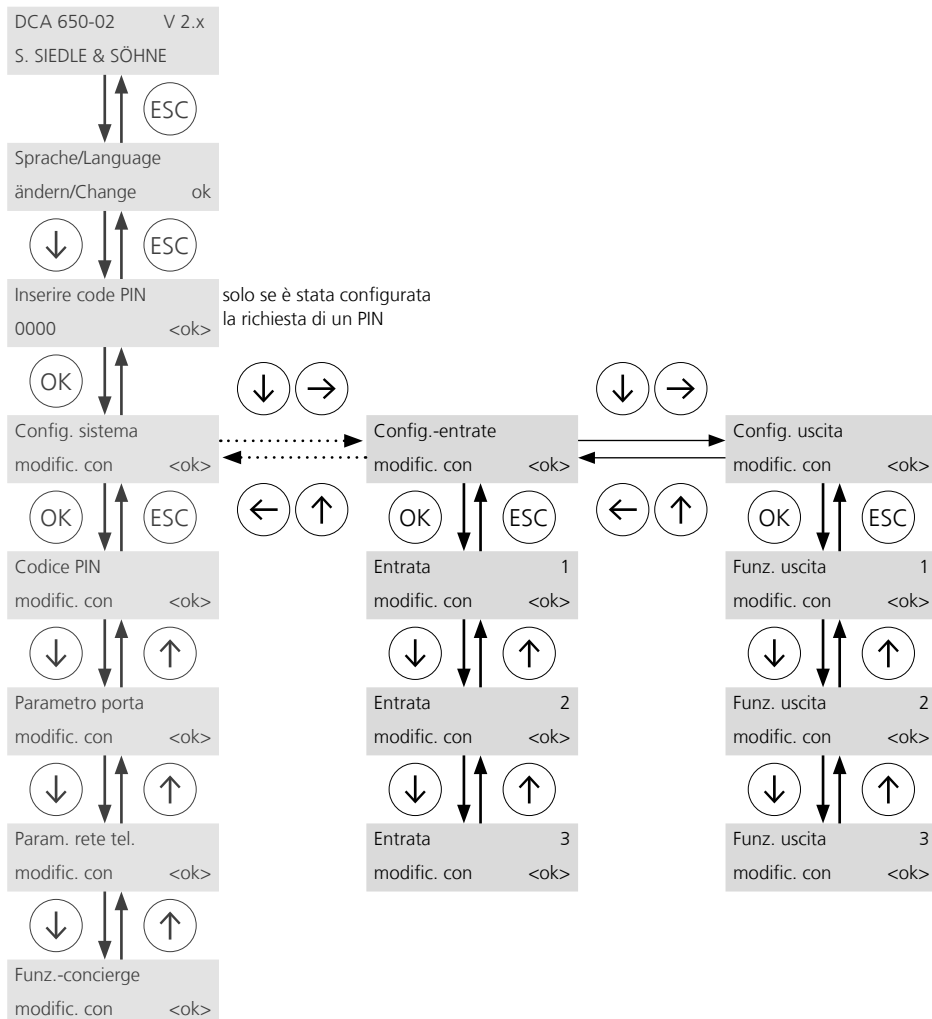 DCA 650-02 V 2.x
S. SIEDLE & SÖHNE
ESC
Sprache/Language
ändern/Change ok
ESC
Inserire code PIN
0000 <ok>
solo se è stata configurata
la richiesta di un PIN
OK
Config. sistema
modific. con <ok>
Config.-entrate
modific. con <ok>
Config. uscita
modific. con <ok>
OK ESC
OK ESC
OK ESC
Codice PIN
modific. con <ok>
Entrata 1
modific. con <ok>
Funz. uscita 1
modific. con <ok>
Parametro porta
modific. con <ok>
Entrata 2
modific. con <ok>
Funz. uscita 2
modific. con <ok>
Param. rete tel.
modific. con <ok>
Entrata 3
modific. con <ok>
Funz. uscita 3
modific. con <ok>
Funz.-concierge
modific. con <ok>